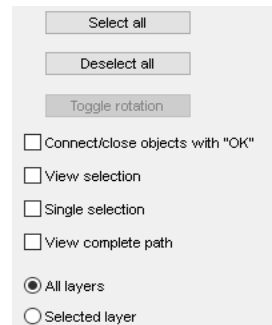 Select all
Deselect all
Toggle rotation
Connect/close objects with "OK"
View selection
Single selection
View complete path
All layers
Selected layer